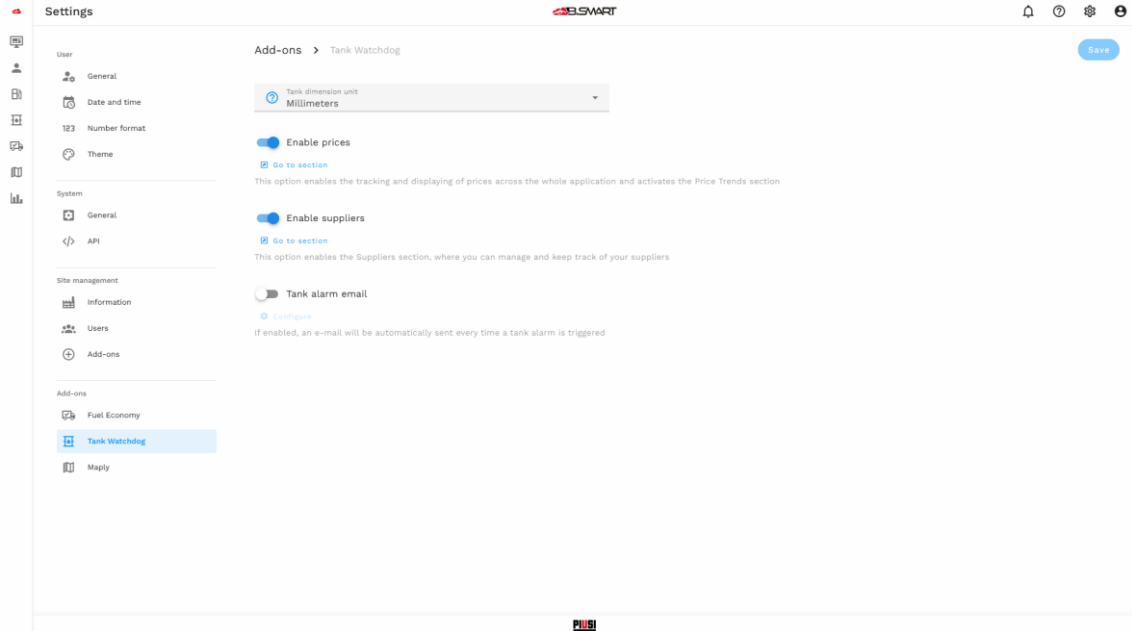 Settings
B.SMART
User
General
Date and time
123 Number format
Theme
System
General
</> API
Site management
Information
Users
Add-ons
Add-ons
Fuel Economy
Tank Watchdog
Maply
Add-ons > Tank Watchdog
Save
Tank dimension unit
Millimeters
Enable prices
Go to section
This option enables the tracking and displaying of prices across the whole application and activates the Price Trends section
Enable suppliers
Go to section
This option enables the Suppliers section, where you can manage and keep track of your suppliers
Tank alarm email
Configure
If enabled, an e-mail will be automatically sent every time a tank alarm is triggered
PIUSI